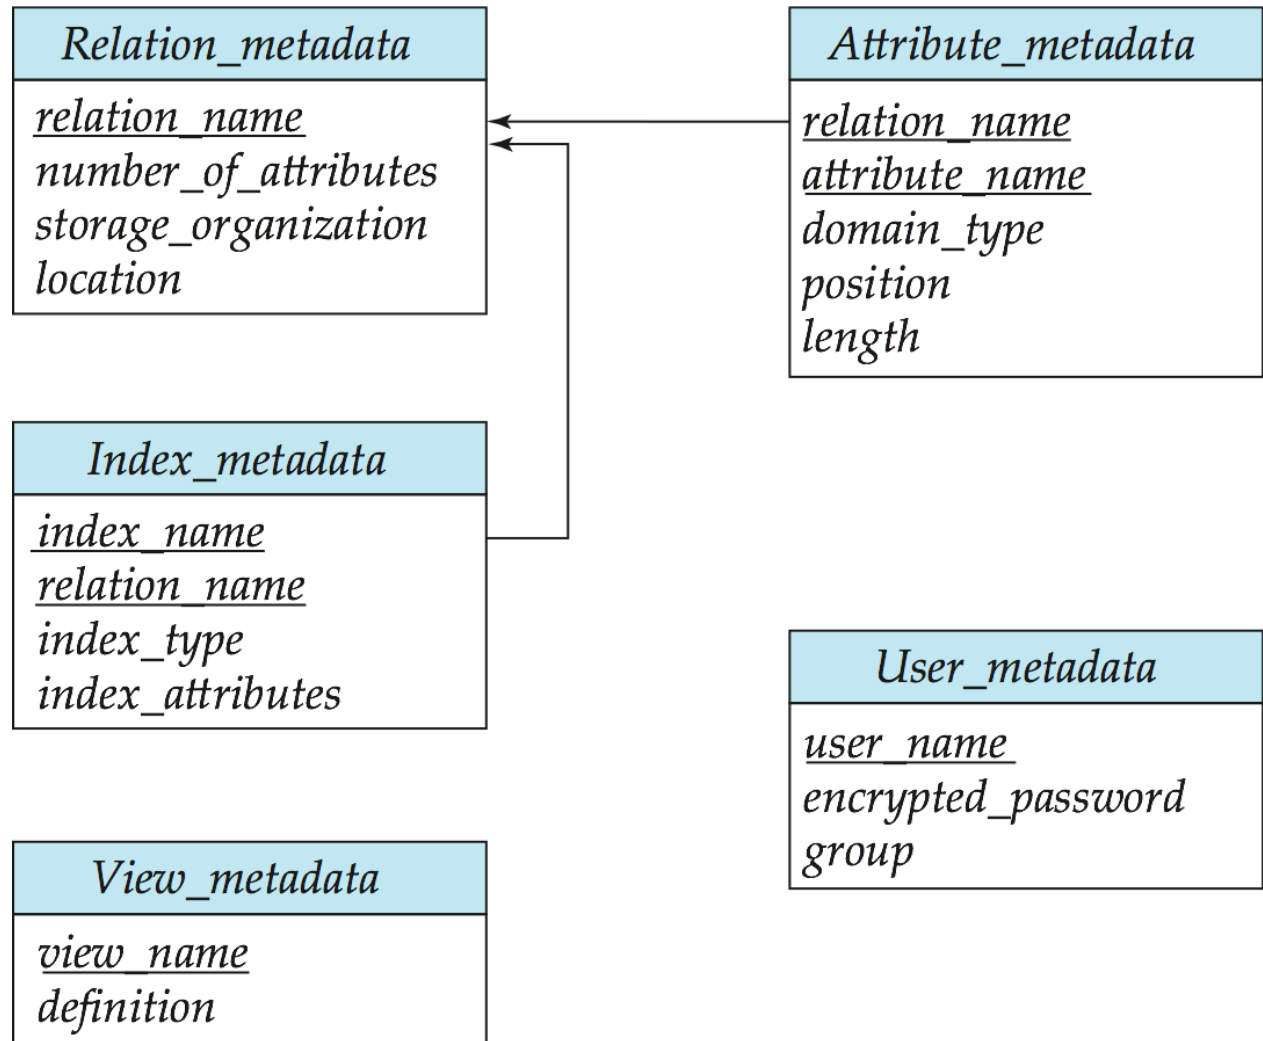 Relation_metadata
relation_name
number_of_attributes
storage_organization
location
Attribute_metadata
relation_name
attribute_name
domain_type
position
length
Index_metadata
index_name
relation_name
index_type
index_attributes
User_metadata
user_name
encrypted_password
group
View_metadata
view_name
definition